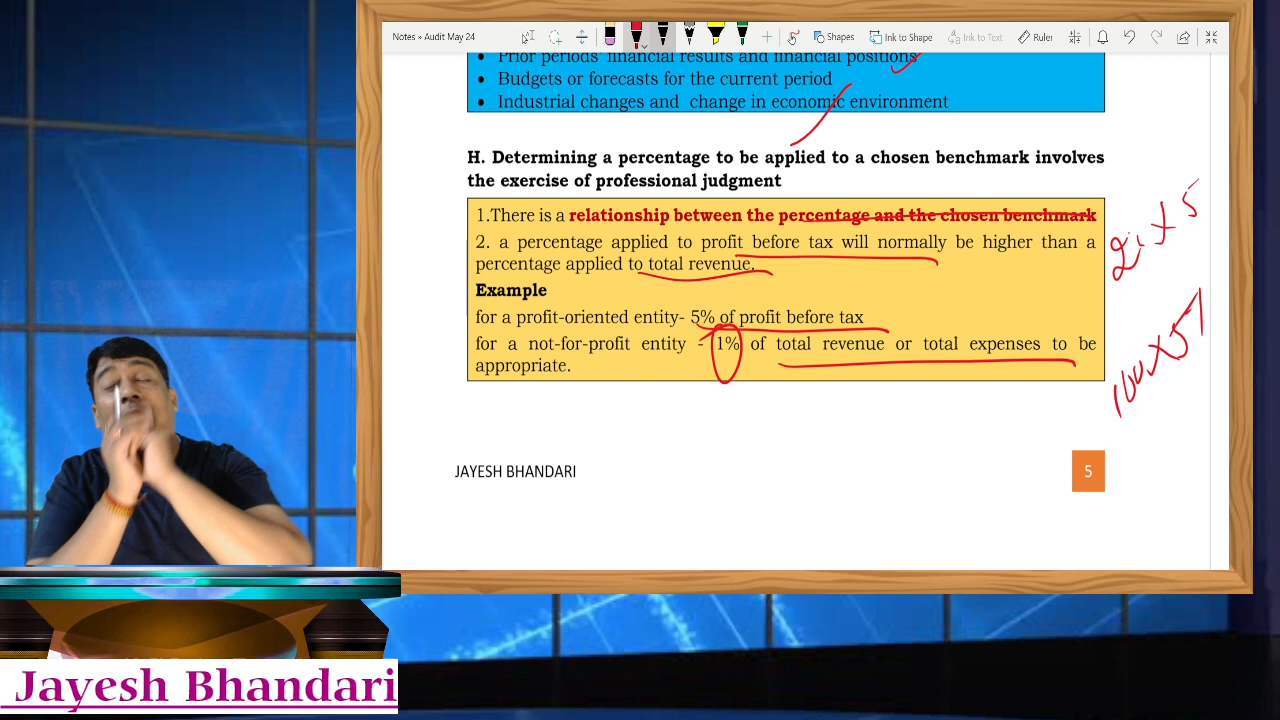 Notes » Audit May 24
Shapes
Ink to Shape
Ink to Text
Ruler
• Prior periods' financial results and financial positions
• Budgets or forecasts for the current period
• Industrial changes and change in economic environment
H. Determining a percentage to be applied to a chosen benchmark involves
the exercise of professional judgment
1.There is a relationship between the percentage and the chosen benchmark
2. a percentage applied to profit before tax will normally be higher than a
percentage applied to total revenue.
Example
for a profit-oriented entity- 5% of profit before tax
for a not-for-profit entity - 1% of total revenue or total expenses to be
appropriate.
JAYESH BHANDARI
5
Jayesh Bhandari